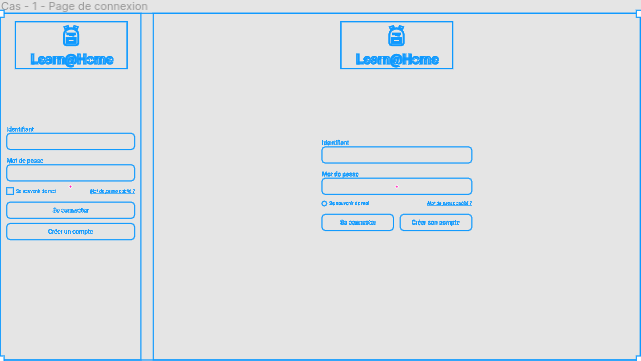 Cas - 1 - Page de connexion
Learn@Home
Identifiant
Mot de passe
Se souvenir de moi
Mot de passe oublié ?
Se connecter
Créer un compte
Learn@Home
Identifiant
Mot de passe
Se souvenir de moi
Mot de passe oublié ?
Se connecter
Créer son compte